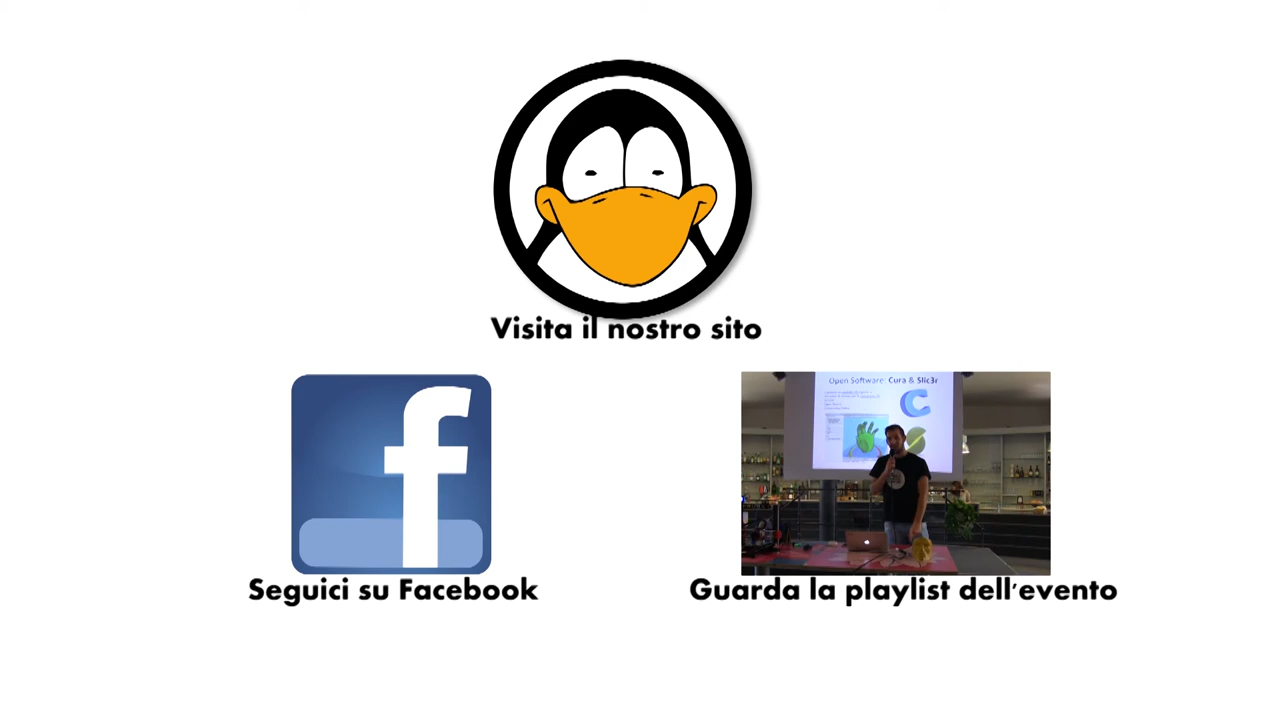 Visita il nostro sito
Open Software: Cura & Slic3r
Seguici su Facebook
Guarda la playlist dell'evento